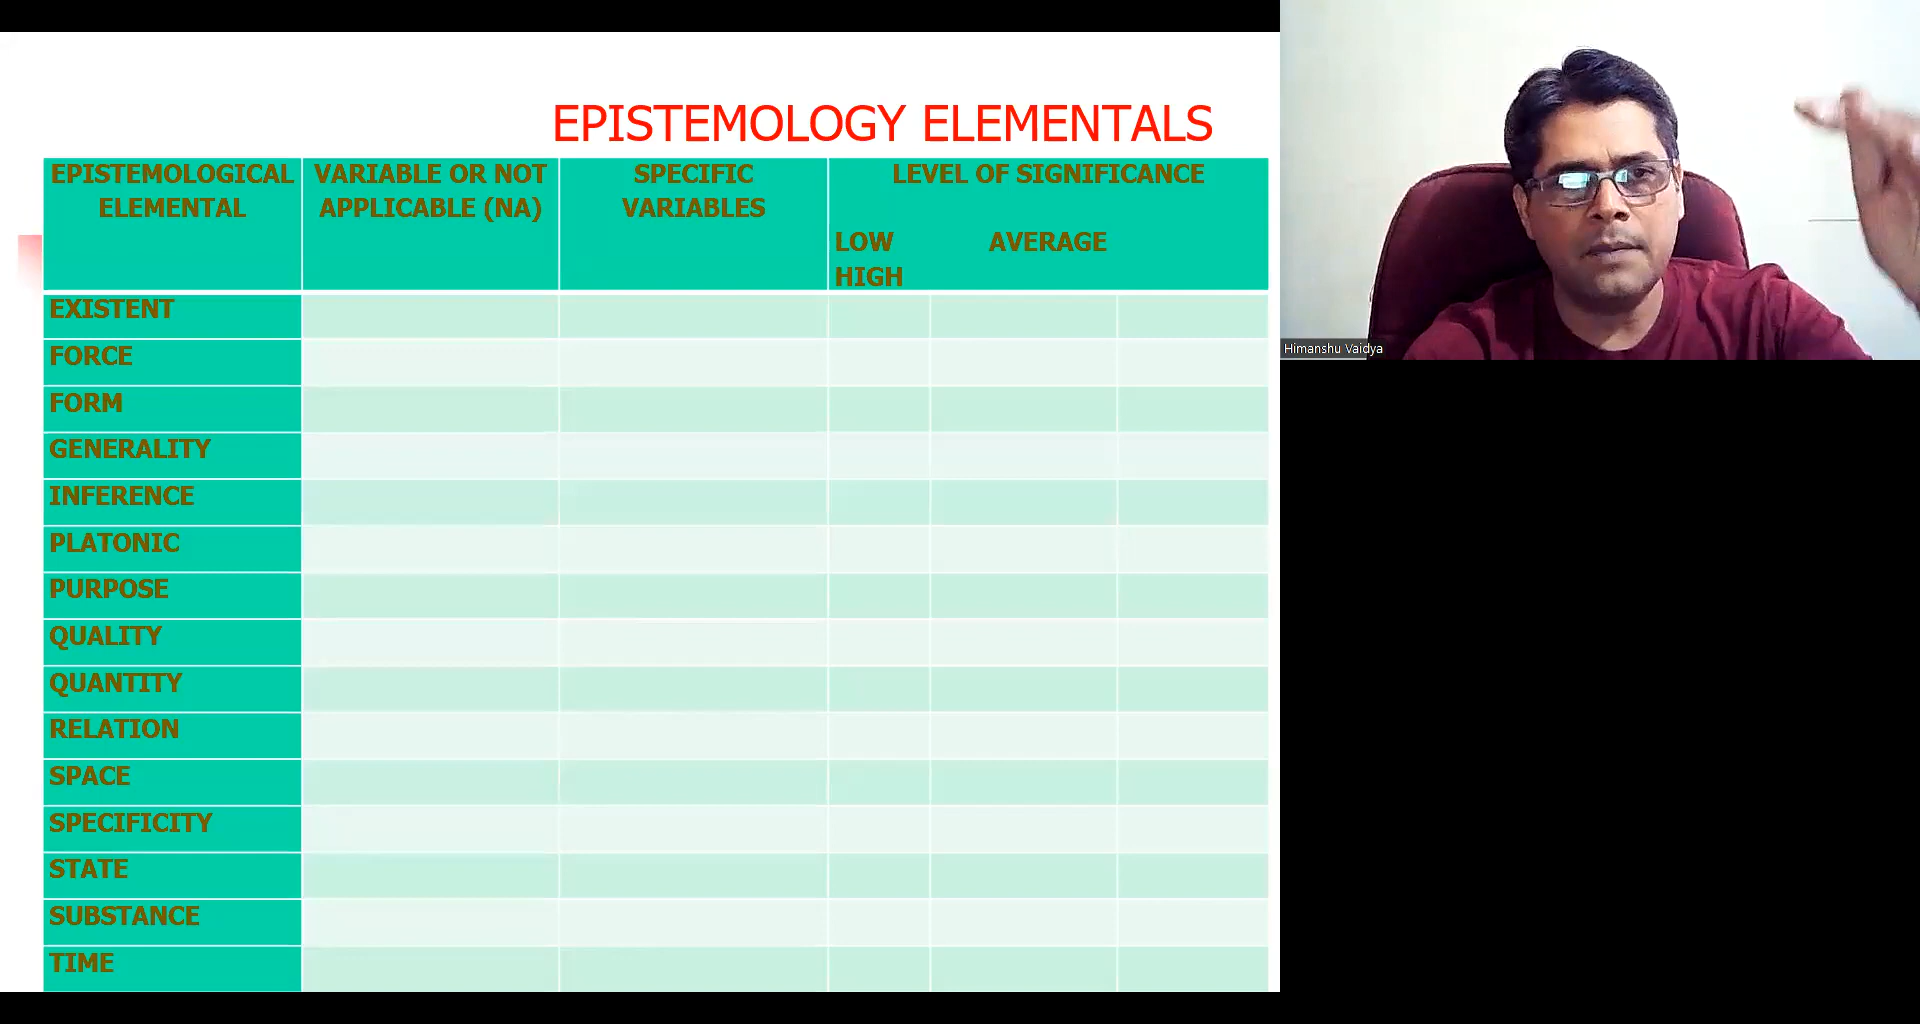 EPISTEMOLOGY ELEMENTALS
EPISTEMOLOGICAL ELEMENTAL
VARIABLE OR NOT APPLICABLE (NA)
SPECIFIC VARIABLES
LEVEL OF SIGNIFICANCE
LOW AVERAGE
HIGH
EXISTENT
FORCE
FORM
GENERALITY
INFERENCE
PLATONIC
PURPOSE
QUALITY
QUANTITY
RELATION
SPACE
SPECIFICITY
STATE
SUBSTANCE
TIME
Himanshu Vaidya